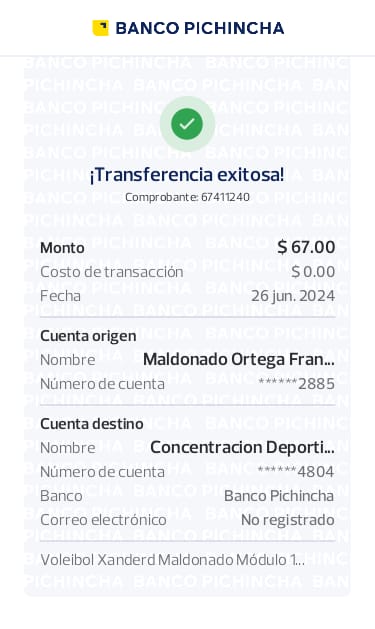 BANCO PICHINCHA
¡Transferencia exitosa!
Comprobante: 67411240
Monto $ 67.00
Costo de transacción $ 0.00
Fecha 26 jun. 2024
Cuenta origen
Nombre Maldonado Ortega Fran...
Número de cuenta ******2885
Cuenta destino
Nombre Concentracion Deporti...
Número de cuenta ******4804
Banco Banco Pichincha
Correo electrónico No registrado
Voleibol Xanderd Maldonado Módulo 1...